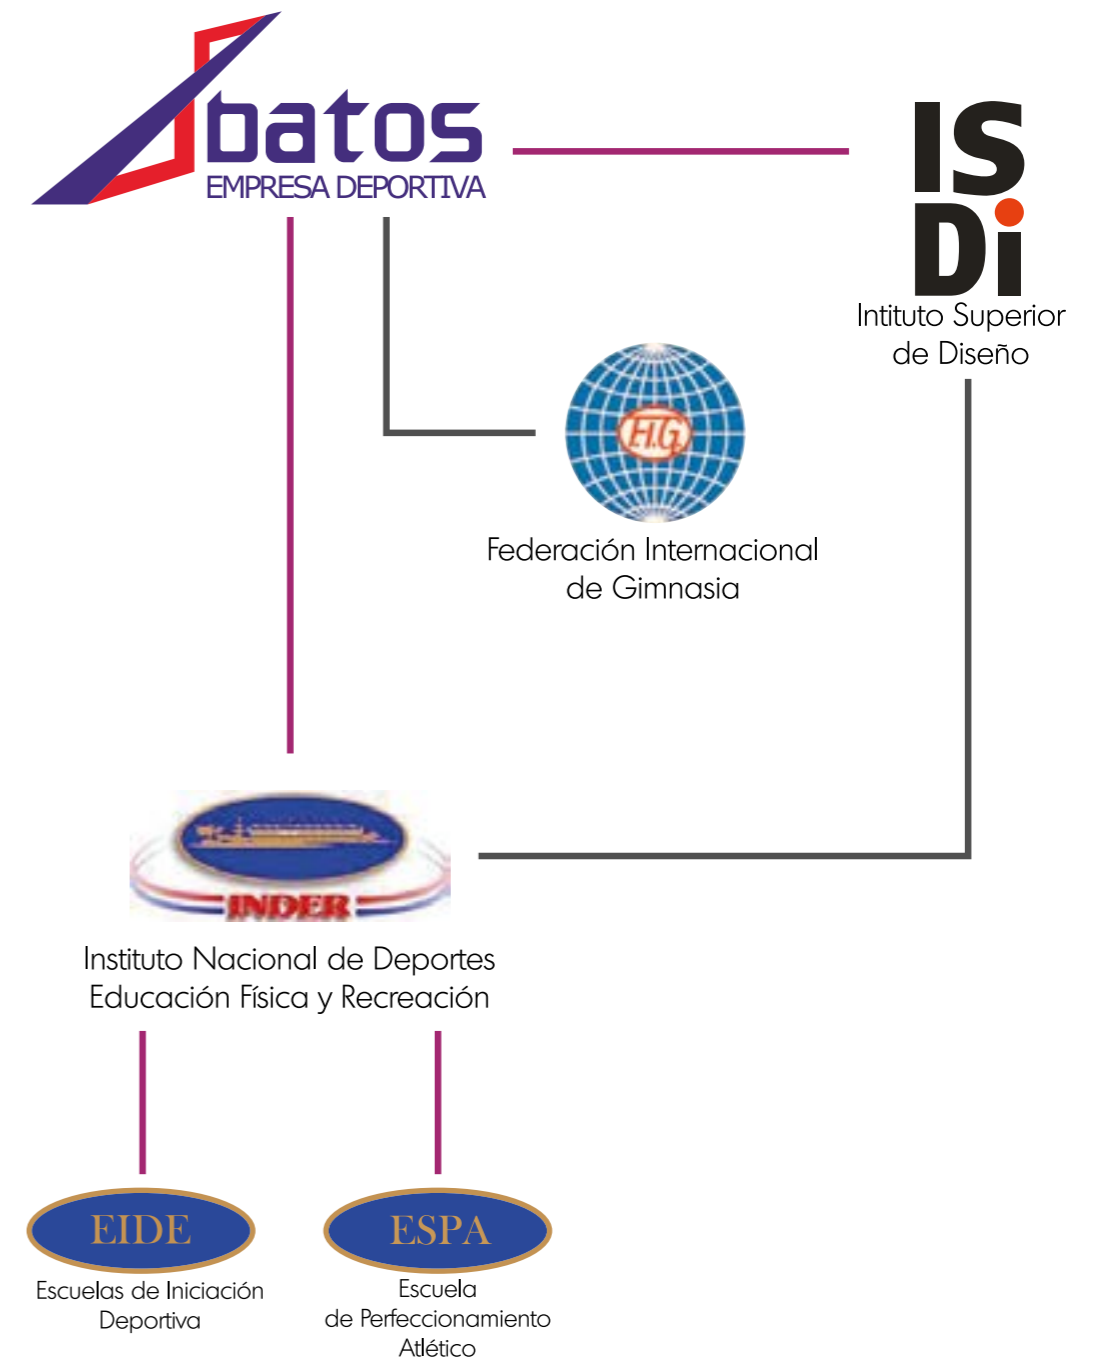 batos
EMPRESA DEPORTIVA
IS
Di
Intituto Superior
de Diseño
F.I.G.
Federación Internacional
de Gimnasia
INDER
Instituto Nacional de Deportes
Educación Física y Recreación
EIDE
Escuelas de Iniciación
Deportiva
ESPA
Escuela
de Perfeccionamiento
Atlético